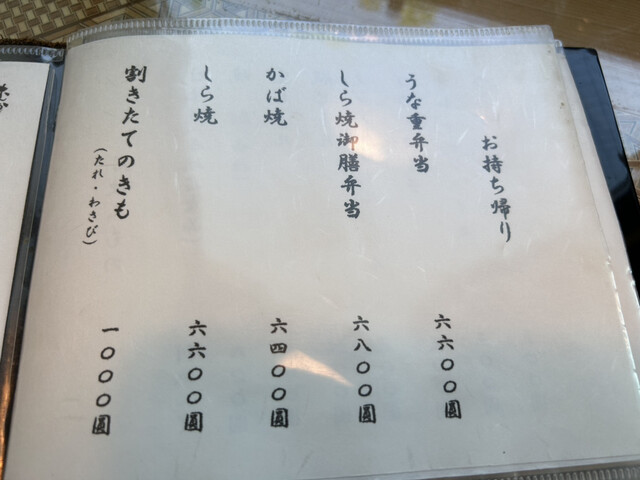 お持ち帰り
うな重弁当 六六〇〇圓
しら焼御膳弁当 六八〇〇圓
かば焼 六四〇〇圓
しら焼 六六〇〇圓
割きたてのきも 一〇〇〇圓
(たれ・わさび)